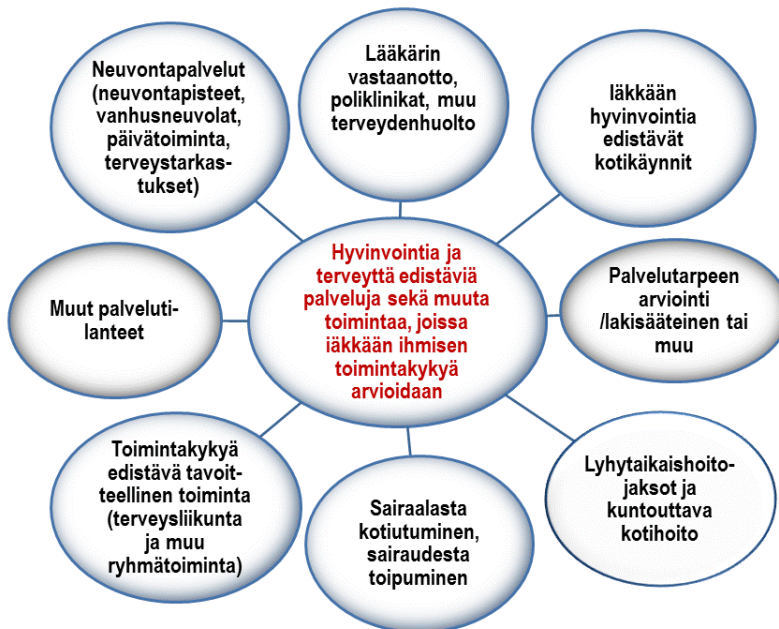 Neuvontapalvelut
(neuvontapisteet,
vanhusneuvolat,
päivätoiminta,
terveystarkas-
tukset)
Lääkärin
vastaanotto,
poliklinikat, muu
terveydenhuolto
Iäkkään
hyvinvointia
edistävät
kotikäynnit
Muut palveluti-
lanteet
Hyvinvointia ja
terveyttä edistäviä
palveluja sekä muuta
toimintaa, joissa
iäkkään ihmisen
toimintakykyä
arvioidaan
Palvelutarpeen
arviointi
/lakisääteinen tai
muu
Toimintakykyä
edistävä tavoit-
teellinen toiminta
(terveysliikunta
ja muu
ryhmätoiminta)
Sairaalasta
kotiutuminen,
sairaudesta
toipuminen
Lyhytaikaishoito-
jaksot ja
kuntouttava
kotihoito